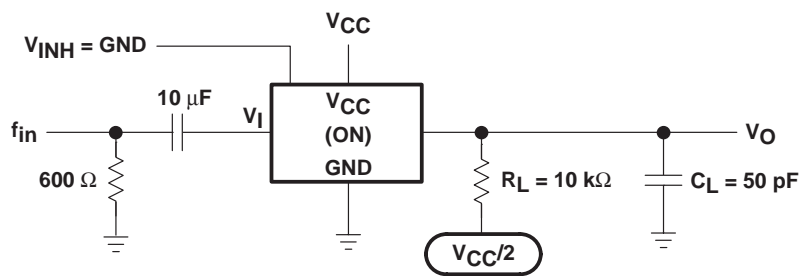 V_CC
V_INH = GND
10 μF
V_I
V_CC
(ON)
GND
f_in
V_O
600 Ω
R_L = 10 kΩ
C_L = 50 pF
V_CC/2